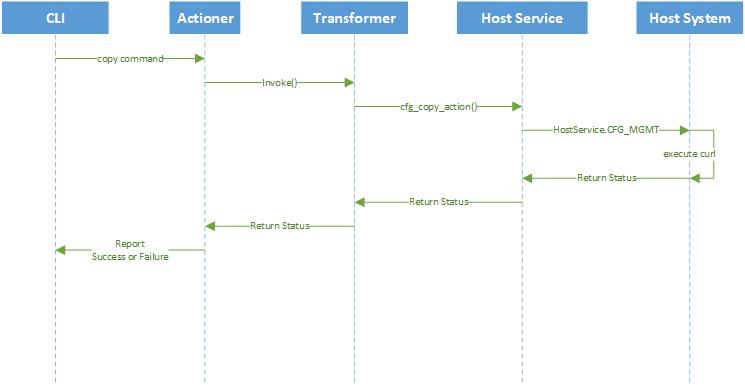 CLI
Actioner
Transformer
Host Service
Host System
copy command
Invoke()
cfg_copy_action()
HostService.CFG_MGMT
execute curl
Return Status
Return Status
Return Status
Report
Success or Failure